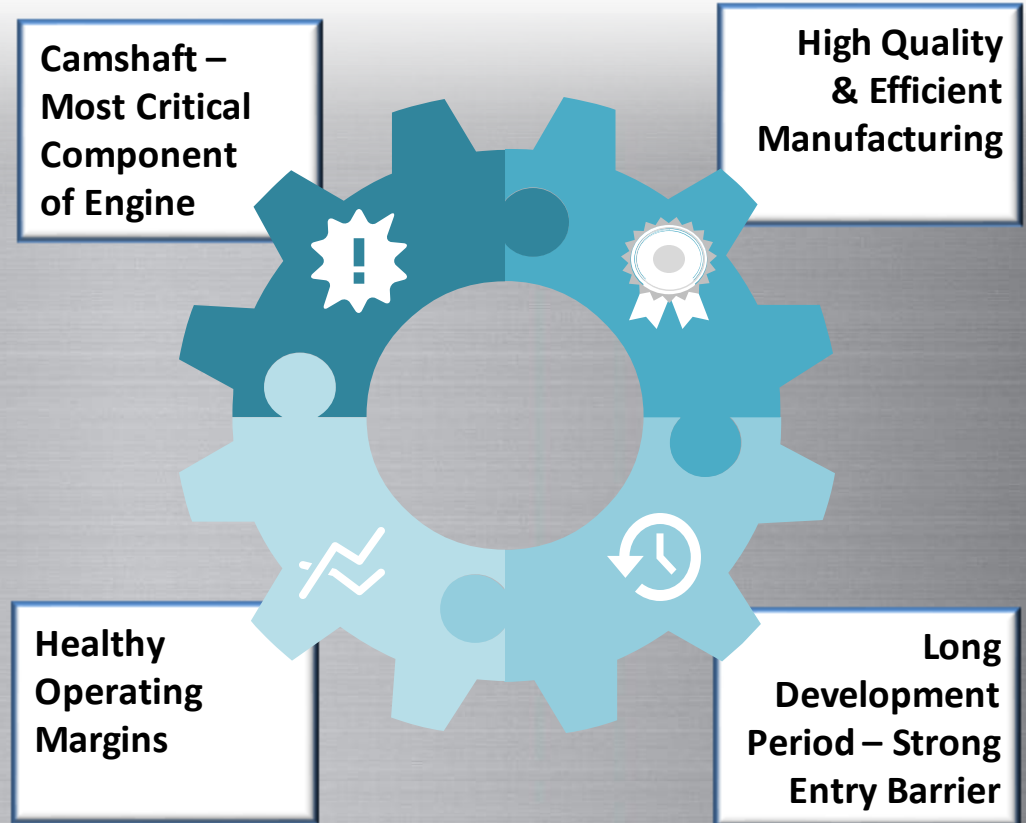 Camshaft –
Most Critical
Component
of Engine
High Quality
& Efficient
Manufacturing
Healthy
Operating
Margins
Long
Development
Period – Strong
Entry Barrier